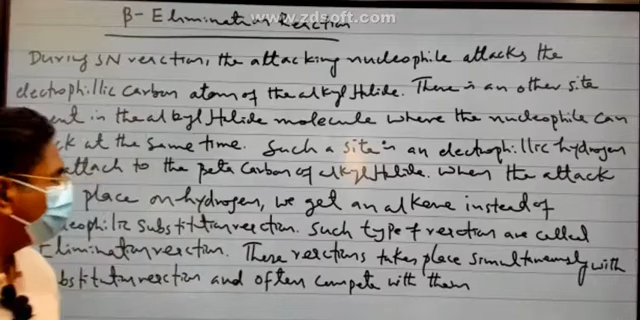 β- Elimination Reaction
www.zdsoft.com
During SN reaction, the attacking nucleophile attacks the
electrophillic carbon atom of the alkyl Halide. There is an other site
ent in the alkyl Halide molecule where the nucleophile can
ck at the same time. Such a site is an electrophillic hydrogen
attach to the peta Carbon of alkyl Halide. When the attack
place on hydrogen, we get an alkene instead of
substitution reaction. Such type of reaction are called
Elimination reaction. These reactions takes place simultaneously with
bstitution reaction and often compete with them